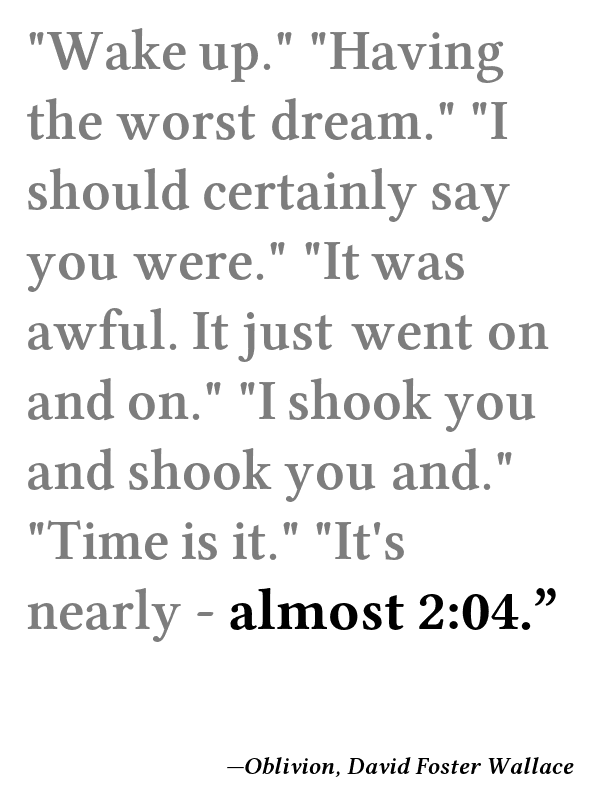 "Wake up." "Having
the worst dream." "I
should certainly say
you were." "It was
awful. It just went on
and on." "I shook you
and shook you and."
"Time is it." "It's
nearly - almost 2:04.”
—Oblivion, David Foster Wallace